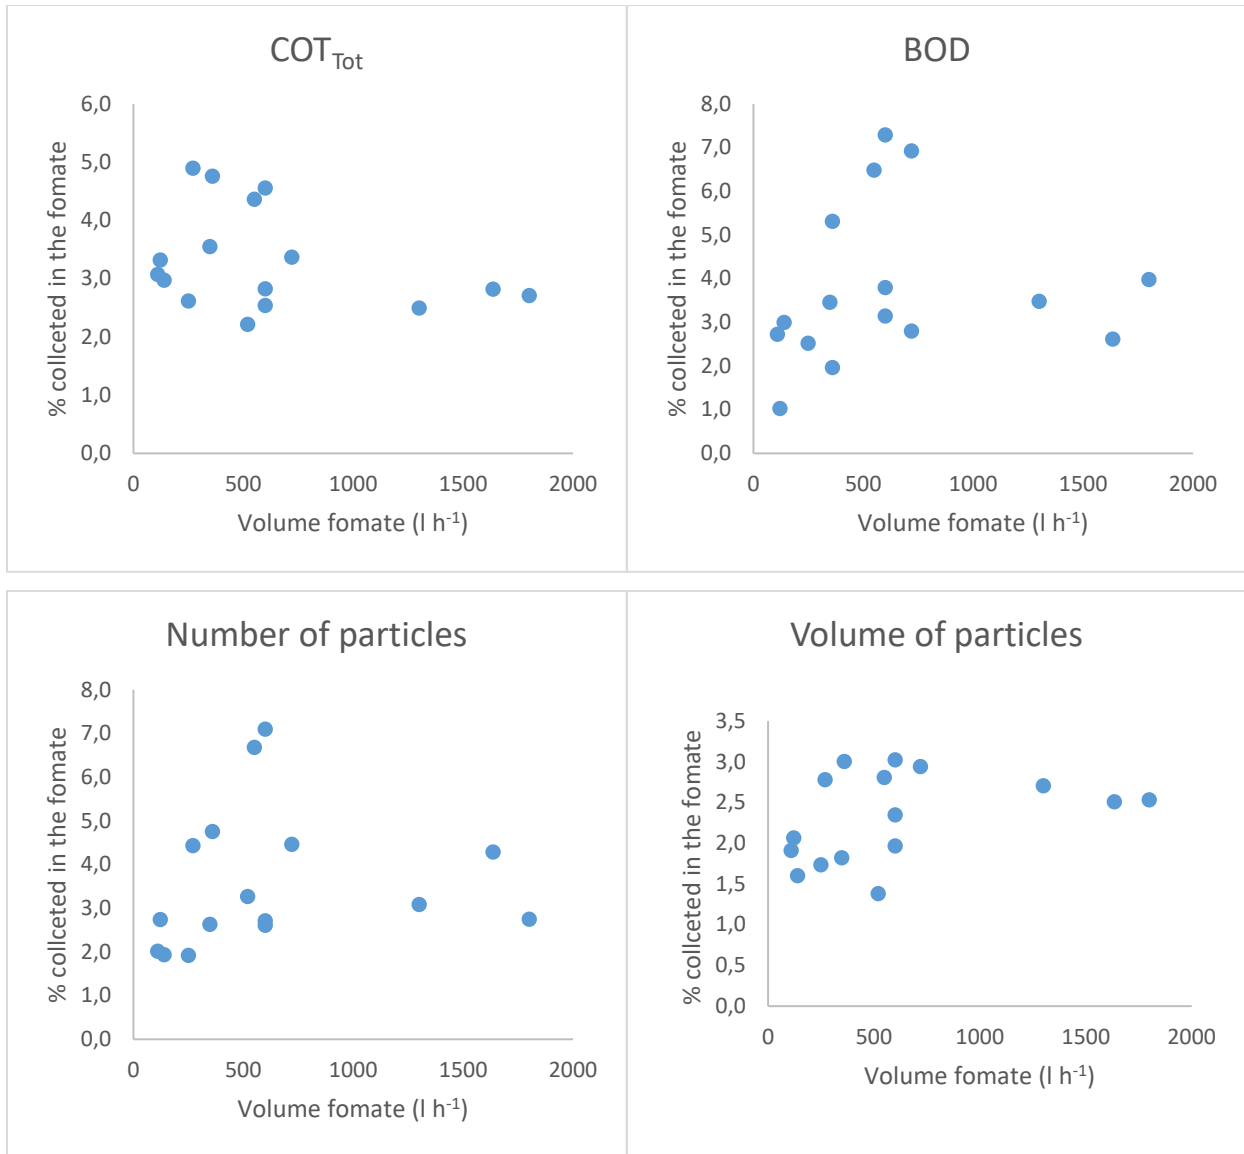 COT_Tot
6,0
5,0
4,0
3,0
2,0
1,0
0,0
% collceted in the fomate
0 500 1000 1500 2000
Volume fomate (l h⁻¹)
BOD
8,0
7,0
6,0
5,0
4,0
3,0
2,0
1,0
0,0
% collceted in the fomate
0 500 1000 1500 2000
Volume fomate (l h⁻¹)
Number of particles
8,0
7,0
6,0
5,0
4,0
3,0
2,0
1,0
0,0
% collceted in the fomate
0 500 1000 1500 2000
Volume fomate (l h⁻¹)
Volume of particles
3,5
3,0
2,5
2,0
1,5
1,0
0,5
0,0
% collceted in the fomate
0 500 1000 1500 2000
Volume fomate (l h⁻¹)